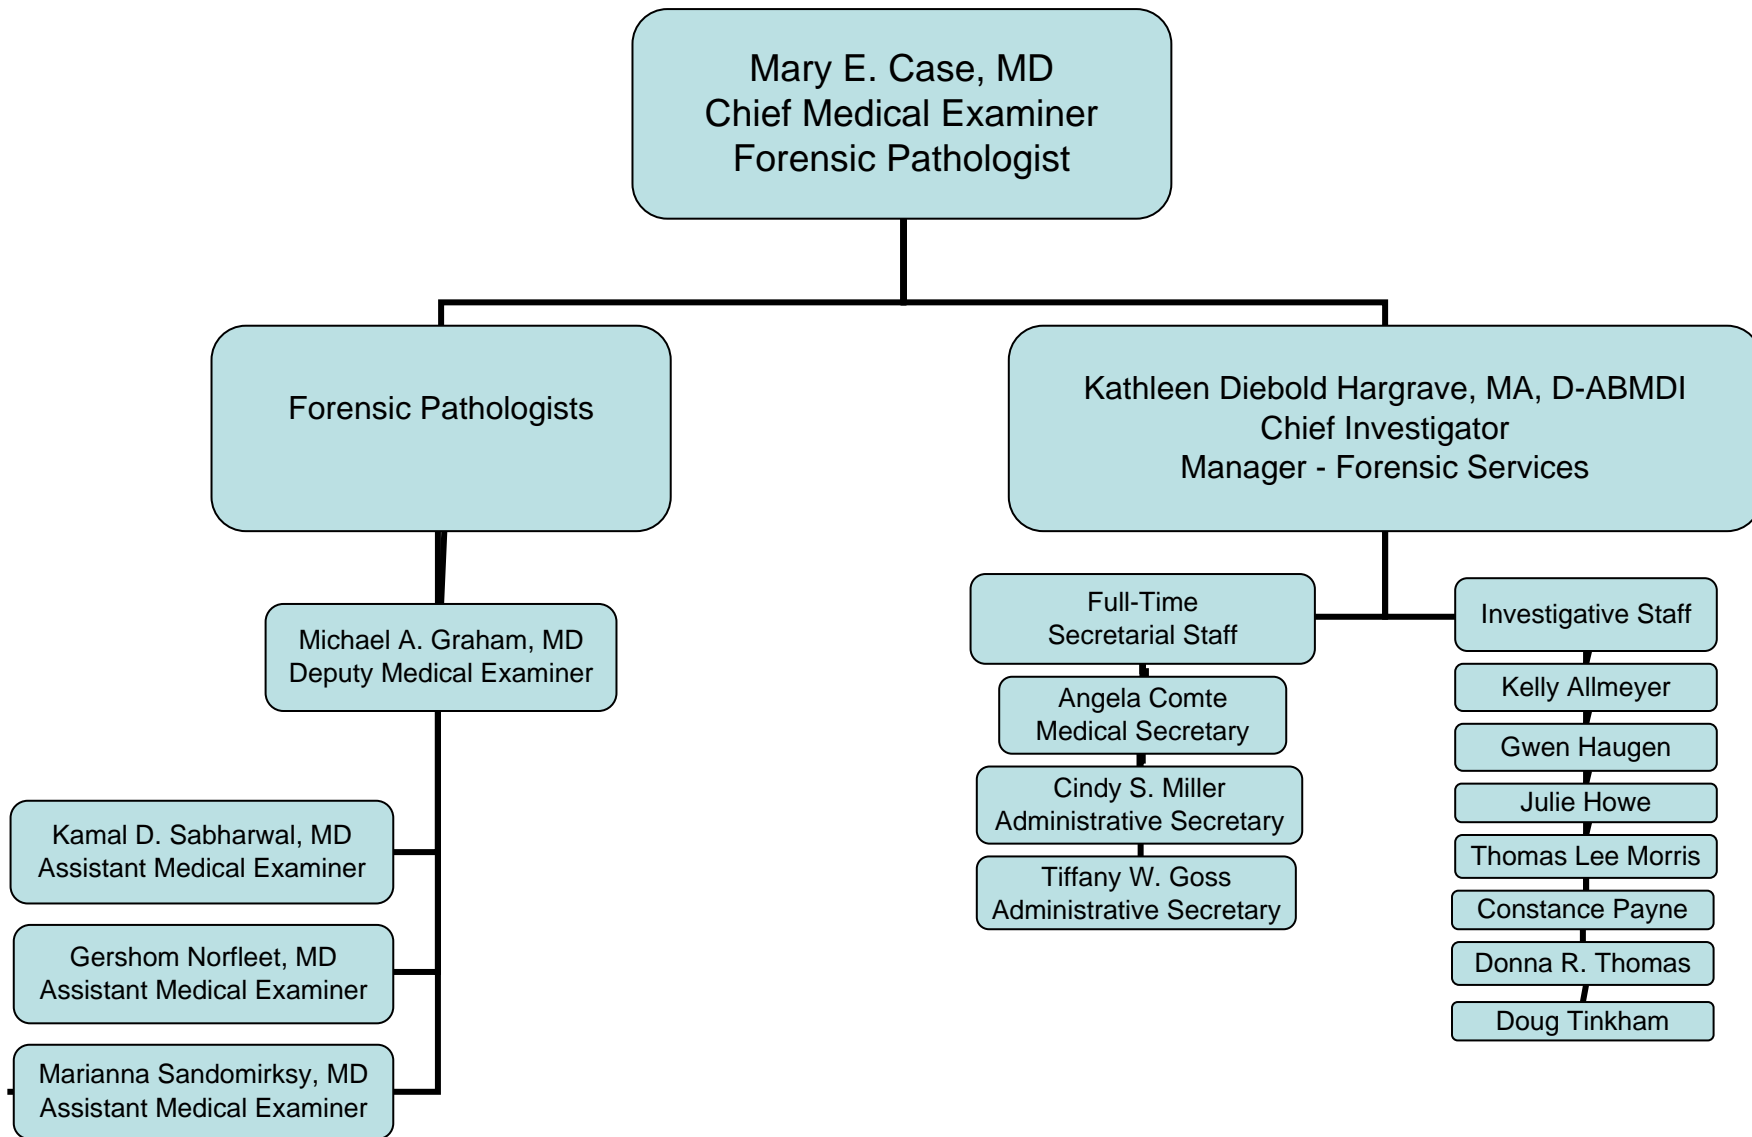 Mary E. Case, MD
Chief Medical Examiner
Forensic Pathologist
Forensic Pathologists
Kathleen Diebold Hargrave, MA, D-ABMDI
Chief Investigator
Manager - Forensic Services
Michael A. Graham, MD
Deputy Medical Examiner
Kamal D. Sabharwal, MD
Assistant Medical Examiner
Gershom Norfleet, MD
Assistant Medical Examiner
Marianna Sandomirksy, MD
Assistant Medical Examiner
Full-Time
Secretarial Staff
Angela Comte
Medical Secretary
Cindy S. Miller
Administrative Secretary
Tiffany W. Goss
Administrative Secretary
Investigative Staff
Kelly Allmeyer
Gwen Haugen
Julie Howe
Thomas Lee Morris
Constance Payne
Donna R. Thomas
Doug Tinkham